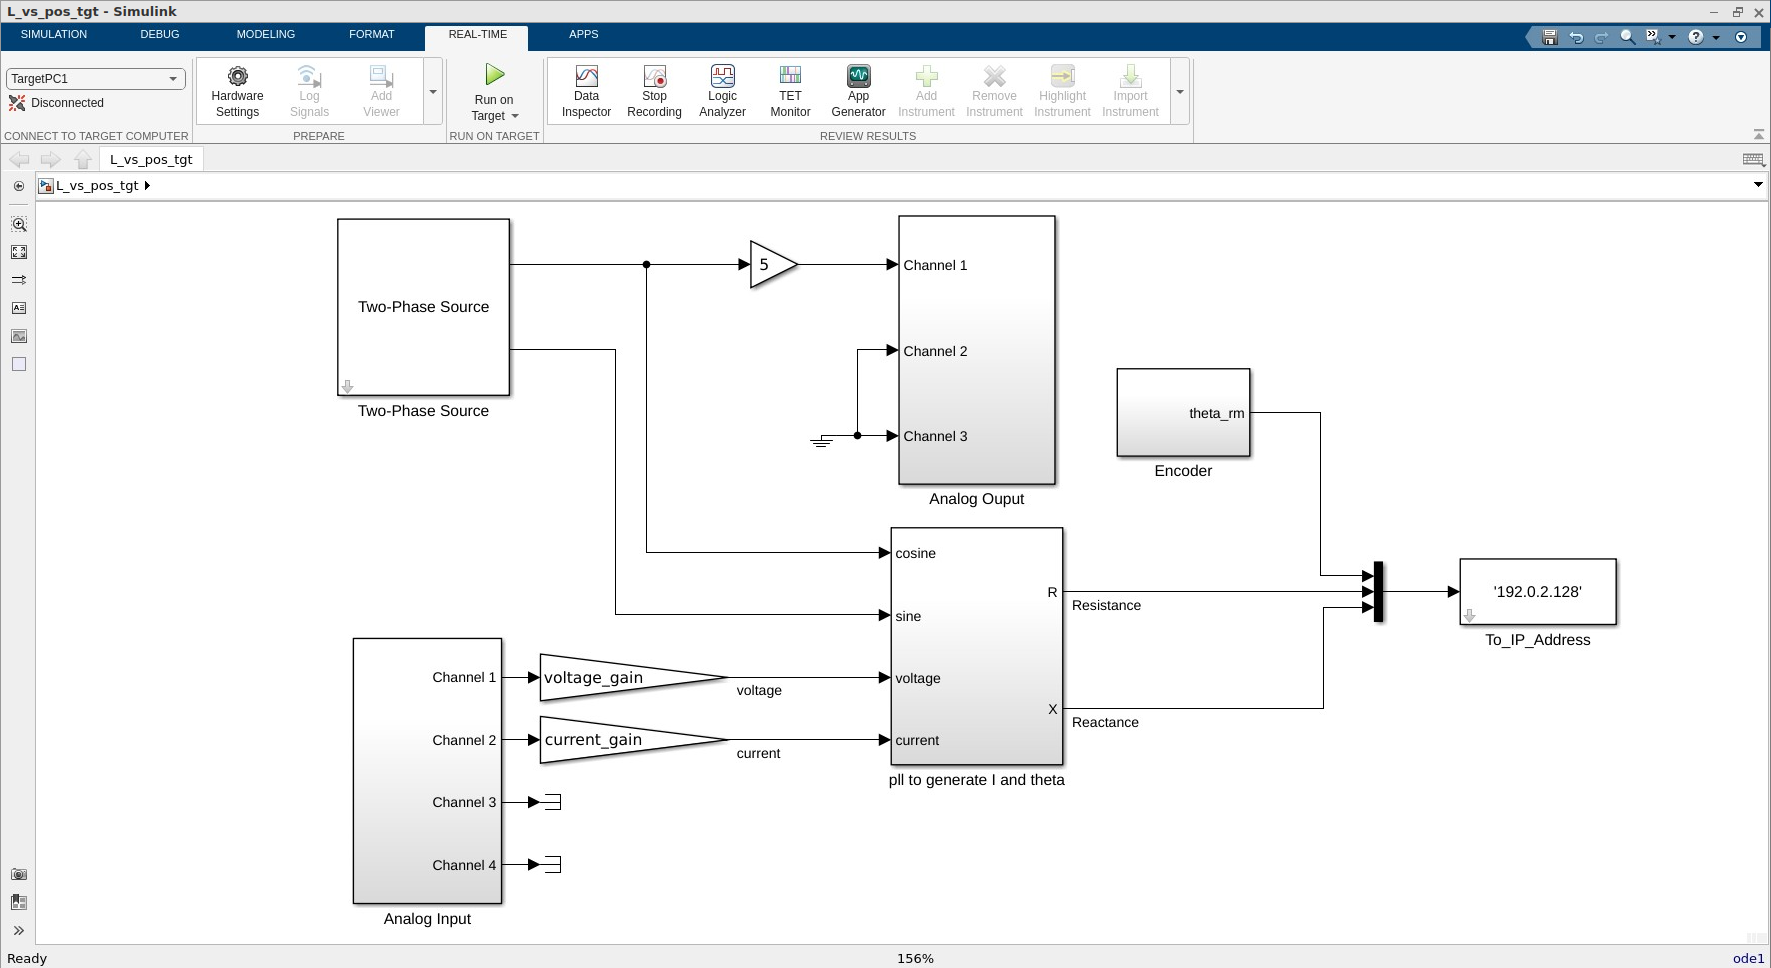 L_vs_pos_tgt - Simulink
SIMULATION
DEBUG
MODELING
FORMAT
REAL-TIME
APPS
TargetPC1
Disconnected
CONNECT TO TARGET COMPUTER
Hardware
Settings
Log
Signals
Add
Viewer
PREPARE
Run on
Target
RUN ON TARGET
Data
Inspector
Stop
Recording
Logic
Analyzer
TET
Monitor
App
Generator
Add
Instrument
Remove
Instrument
Highlight
Instrument
Import
Instrument
REVIEW RESULTS
L_vs_pos_tgt
L_vs_pos_tgt
Two-Phase Source
Two-Phase Source
5
Channel 1
Channel 2
Channel 3
Analog Ouput
theta_rm
Encoder
cosine
sine
voltage
current
R
X
pll to generate I and theta
Resistance
Reactance
'192.0.2.128'
To_IP_Address
Channel 1
Channel 2
Channel 3
Channel 4
Analog Input
voltage_gain
voltage
current_gain
current
Ready
156%
ode1